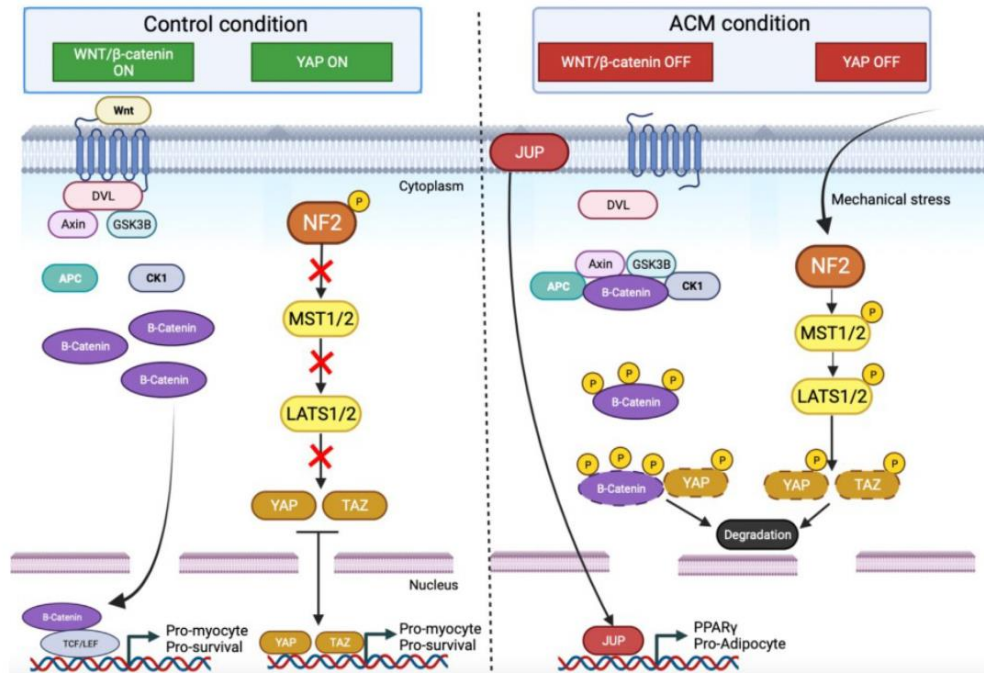 Control condition
WNT/β-catenin
ON
YAP ON
Wnt
DVL
Axin
GSK3B
APC
CK1
B-Catenin
B-Catenin
B-Catenin
Cytoplasm
P
NF2
MST1/2
LATS1/2
YAP
TAZ
Nucleus
B-Catenin
TCF/LEF
Pro-myocyte
Pro-survival
YAP
TAZ
Pro-myocyte
Pro-survival
ACM condition
WNT/β-catenin OFF
YAP OFF
JUP
DVL
Axin
GSK3B
APC
B-Catenin
CK1
P
P
P
B-Catenin
P
P
P
B-Catenin
P
YAP
Mechanical stress
NF2
P
MST1/2
P
LATS1/2
P
YAP
P
TAZ
Degradation
JUP
PPARγ
Pro-Adipocyte